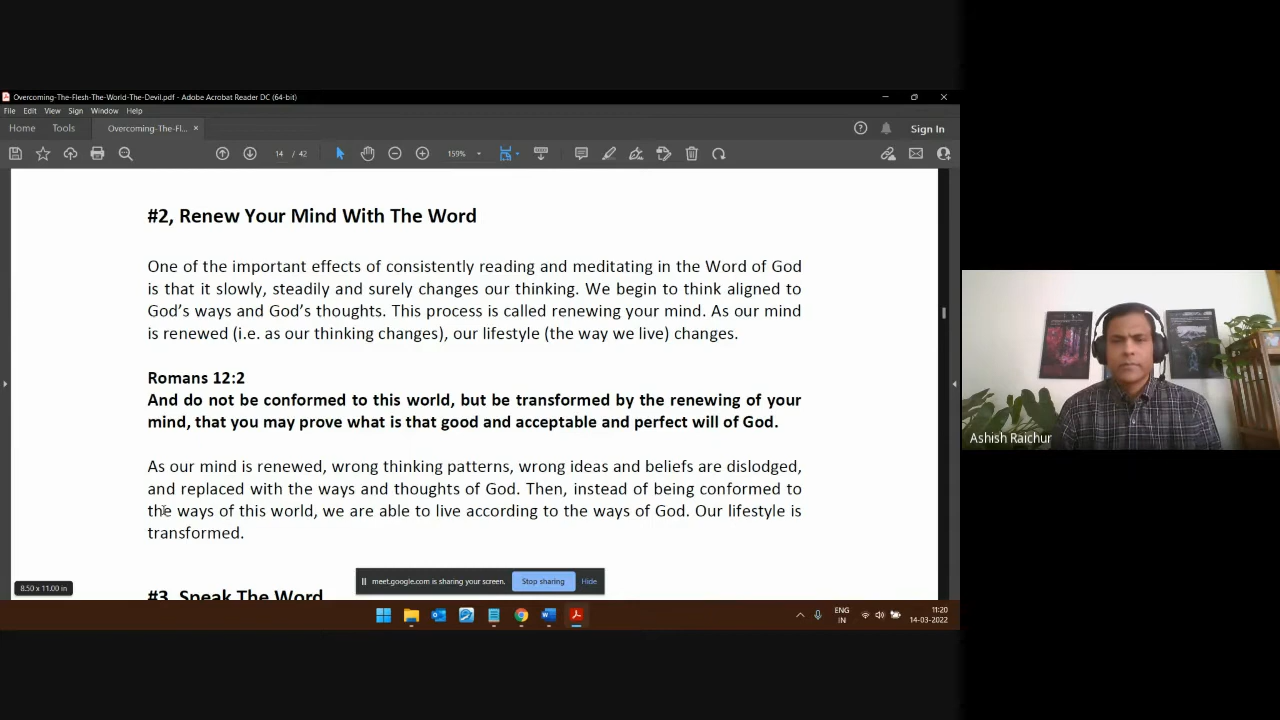 Overcoming-The-Flesh-The-World-The-Devil.pdf - Adobe Acrobat Reader DC (64-bit)
File Edit View Sign Window Help
Home Tools Overcoming-The-Fl... × Sign In
14 / 42 159%
#2, Renew Your Mind With The Word
One of the important effects of consistently reading and meditating in the Word of God
is that it slowly, steadily and surely changes our thinking. We begin to think aligned to
God's ways and God's thoughts. This process is called renewing your mind. As our mind
is renewed (i.e. as our thinking changes), our lifestyle (the way we live) changes.
Romans 12:2
And do not be conformed to this world, but be transformed by the renewing of your
mind, that you may prove what is that good and acceptable and perfect will of God.
As our mind is renewed, wrong thinking patterns, wrong ideas and beliefs are dislodged,
and replaced with the ways and thoughts of God. Then, instead of being conformed to
the ways of this world, we are able to live according to the ways of God. Our lifestyle is
transformed.
#3, Speak The Word
8.50 x 11.00 in
meet.google.com is sharing your screen. Stop sharing Hide
ENG
IN
11:20
14-03-2022
Ashish Raichur